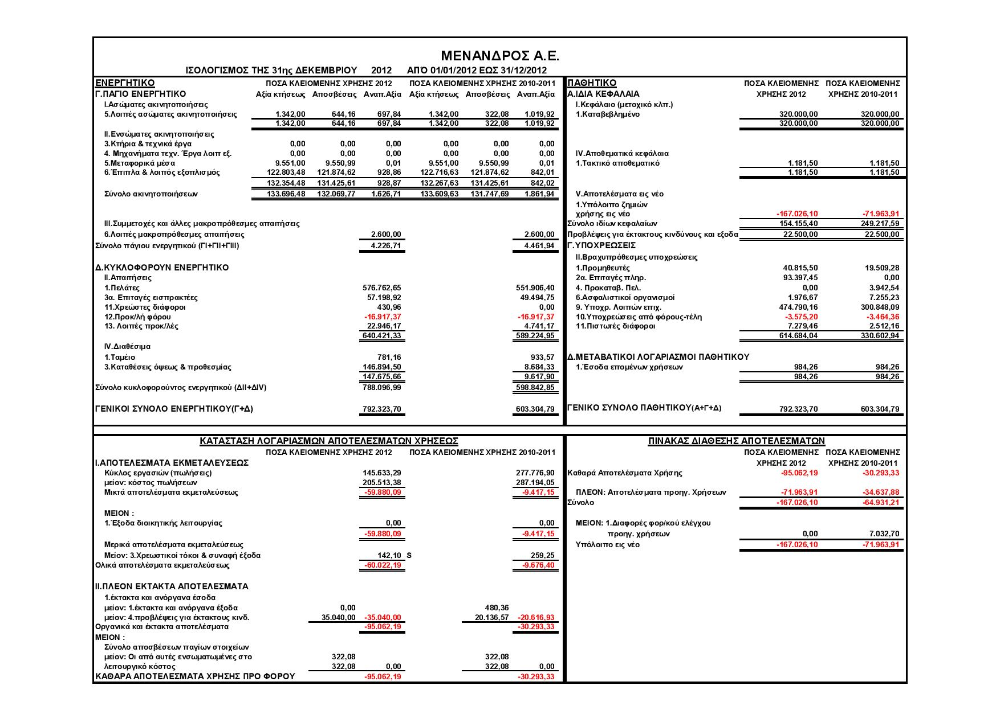 ΜΕΝΑΝΔΡΟΣ Α.Ε.
ΙΣΟΛΟΓΙΣΜΟΣ ΤΗΣ 31ης ΔΕΚΕΜΒΡΙΟΥ 2012 ΑΠΌ 01/01/2012 ΕΩΣ 31/12/2012
ΕΝΕΡΓΗΤΙΚΟ ΠΟΣΑ ΚΛΕΙΟΜΕΝΗΣ ΧΡΗΣΗΣ 2012 ΠΟΣΑ ΚΛΕΙΟΜΕΝΗΣ ΧΡΗΣΗΣ 2010-2011
Γ.ΠΑΓΙΟ ΕΝΕΡΓΗΤΙΚΟ Αξία κτήσεως Αποσβέσεις Αναπ.Αξία Αξία κτήσεως Αποσβέσεις Αναπ.Αξία
Ι.Ασώματες ακινητοποιήσεις
5.Λοιπές ασώματες ακινητοποιήσεις 1.342,00 644,16 697,84 1.342,00 322,08 1.019,92
1.342,00 644,16 697,84 1.342,00 322,08 1.019,92
ΙΙ.Ενσώματες ακινητοποιήσεις
3.Κτήρια & τεχνικά έργα 0,00 0,00 0,00 0,00 0,00 0,00
4. Μηχανήματα τεχν. Έργα λοιπ εξ. 0,00 0,00 0,00 0,00 0,00 0,00
5.Μεταφορικά μέσα 9.551,00 9.550,99 0,01 9.551,00 9.550,99 0,01
6.Έπιπλα & λοιπός εξοπλισμός 122.803,48 121.874,62 928,86 122.716,63 121.874,62 842,01
132.354,48 131.425,61 928,87 132.267,63 131.425,61 842,02
Σύνολο ακινητοποιήσεων 133.696,48 132.069,77 1.626,71 133.609,63 131.747,69 1.861,94
ΙΙΙ.Συμμετοχές και άλλες μακροπρόθεσμες απαιτήσεις
6.Λοιπές μακροπρόθεσμες απαιτήσεις 2.600,00 2.600,00
Σύνολο πάγιου ενεργητικού (ΓΙ+ΓΙΙ+ΓΙΙΙ) 4.226,71 4.461,94
Δ.ΚΥΚΛΟΦΟΡΟΥΝ ΕΝΕΡΓΗΤΙΚΟ
ΙΙ.Απαιτήσεις
1.Πελάτες 576.762,65 551.906,40
3α. Επιταγές εισπρακτέες 57.198,92 49.494,75
11.Χρεώστες διάφοροι 430,96 0,00
12.Προκ/λή φόρου -16.917,37 -16.917,37
13. Λοιπές προκ/λές 22.946,17 4.741,17
640.421,33 589.224,95
IV.Διαθέσιμα
1.Ταμέιο 781,16 933,57
3.Καταθέσεις όψεως & προθεσμίας 146.894,50 8.684,33
147.675,66 9.617,90
Σύνολο κυκλοφορούντος ενεργητικού (ΔΙΙ+ΔΙV) 788.096,99 598.842,85
ΓΕΝΙΚΟΙ ΣΥΝΟΛΟ ΕΝΕΡΓΗΤΙΚΟΥ(Γ+Δ) 792.323,70 603.304,79
ΠΑΘΗΤΙΚΟ ΠΟΣΑ ΚΛΕΙΟΜΕΝΗΣ ΠΟΣΑ ΚΛΕΙΟΜΕΝΗΣ
Α.ΙΔΙΑ ΚΕΦΑΛΑΙΑ ΧΡΗΣΗΣ 2012 ΧΡΗΣΗΣ 2010-2011
Ι.Κεφάλαιο (μετοχικό κλπ.)
1.Καταβεβλημένο 320.000,00 320.000,00
320.000,00 320.000,00
IV.Αποθεματικά κεφάλαια
1.Τακτικό αποθεματικό 1.181,50 1.181,50
1.181,50 1.181,50
V.Αποτελέσματα εις νέο
1.Υπόλοιπο ζημιών
χρήσης εις νέο -167.026,10 -71.963,91
Σύνολο ιδίων κεφαλαίων 154.155,40 249.217,59
Προβλέψεις για έκτακτους κινδύνους και εξοδα 22.500,00 22.500,00
Γ.ΥΠΟΧΡΕΩΣΕΙΣ
ΙΙ.Βραχυπρόθεσμες υποχρεώσεις
1.Προμηθευτές 40.815,50 19.509,28
2α. Επιταγές πληρ. 93.397,45 0,00
4. Προκαταβ. Πελ. 0,00 3.942,54
6.Ασφαλιστικοί οργανισμοί 1.976,67 7.255,23
9. Υποχρ. Λοιπών επιχ. 474.790,16 300.848,09
10.Υποχρεώσεις από φόρους-τέλη -3.575,20 -3.464,36
11.Πιστωτές διάφοροι 7.279,46 2.512,16
614.684,04 330.602,94
Δ.ΜΕΤΑΒΑΤΙΚΟΙ ΛΟΓΑΡΙΑΣΜΟΙ ΠΑΘΗΤΙΚΟΥ
1.Έσοδα επομένων χρήσεων 984,26 984,26
984,26 984,26
ΓΕΝΙΚΟ ΣΥΝΟΛΟ ΠΑΘΗΤΙΚΟΥ(Α+Γ+Δ) 792.323,70 603.304,79
ΚΑΤΑΣΤΑΣΗ ΛΟΓΑΡΙΑΣΜΩΝ ΑΠΟΤΕΛΕΣΜΑΤΩΝ ΧΡΗΣΕΩΣ
ΠΟΣΑ ΚΛΕΙΟΜΕΝΗΣ ΧΡΗΣΗΣ 2012 ΠΟΣΑ ΚΛΕΙΟΜΕΝΗΣ ΧΡΗΣΗΣ 2010-2011
Ι.ΑΠΟΤΕΛΕΣΜΑΤΑ ΕΚΜΕΤΑΛΕΥΣΕΩΣ
Κύκλος εργασιών (πωλήσεις) 145.633,29 277.776,90
μείον: κόστος πωλήσεων 205.513,38 287.194,05
Μικτά αποτελέσματα εκμεταλεύσεως -59.880,09 -9.417,15
ΜΕΙΟΝ :
1.Έξοδα διοικητικής λειτουργίας 0,00 0,00
-59.880,09 -9.417,15
Μερικά αποτελέσματα εκμεταλεύσεως
Μείον: 3.Χρεωστικοί τόκοι & συναφή έξοδα 142,10 S 259,25
Ολικά αποτελέσματα εκμεταλεύσεως -60.022,19 -9.676,40
ΙΙ.ΠΛΕΟΝ ΕΚΤΑΚΤΑ ΑΠΟΤΕΛΕΣΜΑΤΑ
1.έκτακτα και ανόργανα έσοδα
μείον: 1.έκτακτα και ανόργανα έξοδα 0,00 480,36
μείον: 4.προβλέψεις για έκτακτους κινδ. 35.040,00 -35.040,00 20.136,57 -20.616,93
Οργανικά και έκτακτα αποτελέσματα -95.062,19 -30.293,33
ΜΕΙΟΝ :
Σύνολο αποσβέσεων παγίων στοιχείων
μείον: Οι από αυτές ενσωματωμένες στο 322,08 322,08
λειτουργικό κόστος 322,08 0,00 322,08 0,00
ΚΑΘΑΡΑ ΑΠΟΤΕΛΕΣΜΑΤΑ ΧΡΗΣΗΣ ΠΡΟ ΦΟΡΟΥ -95.062,19 -30.293,33
ΠΙΝΑΚΑΣ ΔΙΑΘΕΣΗΣ ΑΠΟΤΕΛΕΣΜΑΤΩΝ
ΠΟΣΑ ΚΛΕΙΟΜΕΝΗΣ ΠΟΣΑ ΚΛΕΙΟΜΕΝΗΣ
ΧΡΗΣΗΣ 2012 ΧΡΗΣΗΣ 2010-2011
Καθαρά Αποτελέσματα Χρήσης -95.062,19 -30.293,33
ΠΛΕΟΝ: Αποτελέσματα προηγ. Χρήσεων -71.963,91 -34.637,88
Σύνολο -167.026,10 -64.931,21
ΜΕΙΟΝ: 1.Διαφορές φορ/κού ελέγχου
προηγ. χρήσεων 0,00 7.032,70
Υπόλοιπο εις νέο -167.026,10 -71.963,91